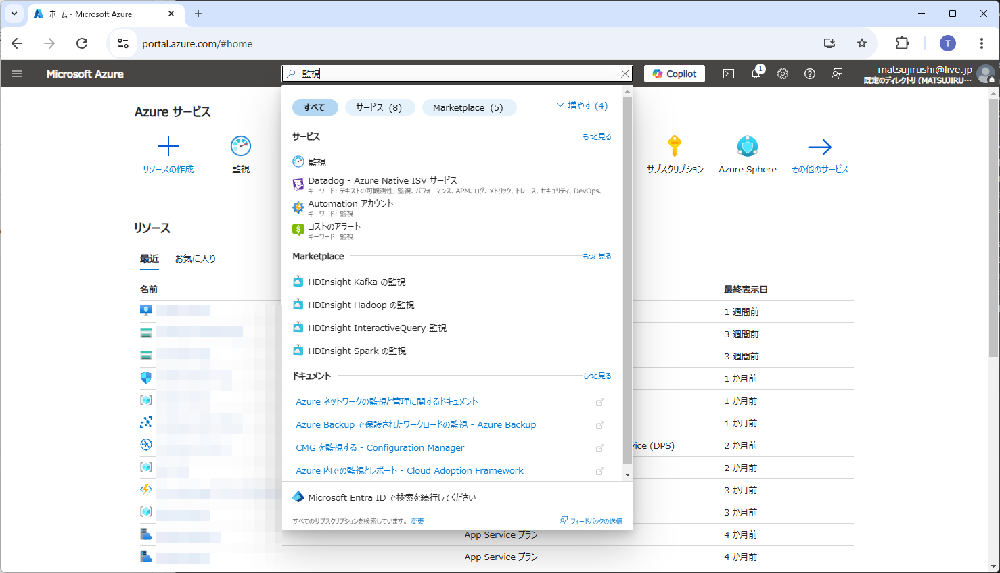 ホーム - Microsoft Azure
portal.azure.com/#home
T
Microsoft Azure
監視
Copilot
1
matsujirushi@live.jp
既定のディレクトリ (MATSUJIRU...
すべて
サービス (8)
Marketplace (5)
増やす (4)
サービス
もっと見る
監視
Datadog - Azure Native ISV サービス
キーワード: テキストの可観測性、監視、パフォーマンス、APM、ログ、メトリック、トレース、セキュリティ、DevOps、...
Automation アカウント
キーワード: 監視
コストのアラート
キーワード: 監視
Marketplace
もっと見る
HDInsight Kafka の監視
HDInsight Hadoop の監視
HDInsight InteractiveQuery 監視
HDInsight Spark の監視
ドキュメント
もっと見る
Azure ネットワークの監視と管理に関するドキュメント
Azure Backup で保護されたワークロードの監視 - Azure Backup
CMG を監視する - Configuration Manager
Azure 内での監視とレポート - Cloud Adoption Framework
Microsoft Entra ID で検索を続行してください
すべてのサブスクリプションを検索しています。 変更
フィードバックの送信
Azure サービス
リソースの作成
監視
サブスクリプション
Azure Sphere
その他のサービス
リソース
最近
お気に入り
名前
最終表示日
1 週間前
3 週間前
3 週間前
1 か月前
1 か月前
1 か月前
vice (DPS)
2 か月前
2 か月前
3 か月前
3 か月前
App Service プラン
4 か月前
App Service プラン
4 か月前